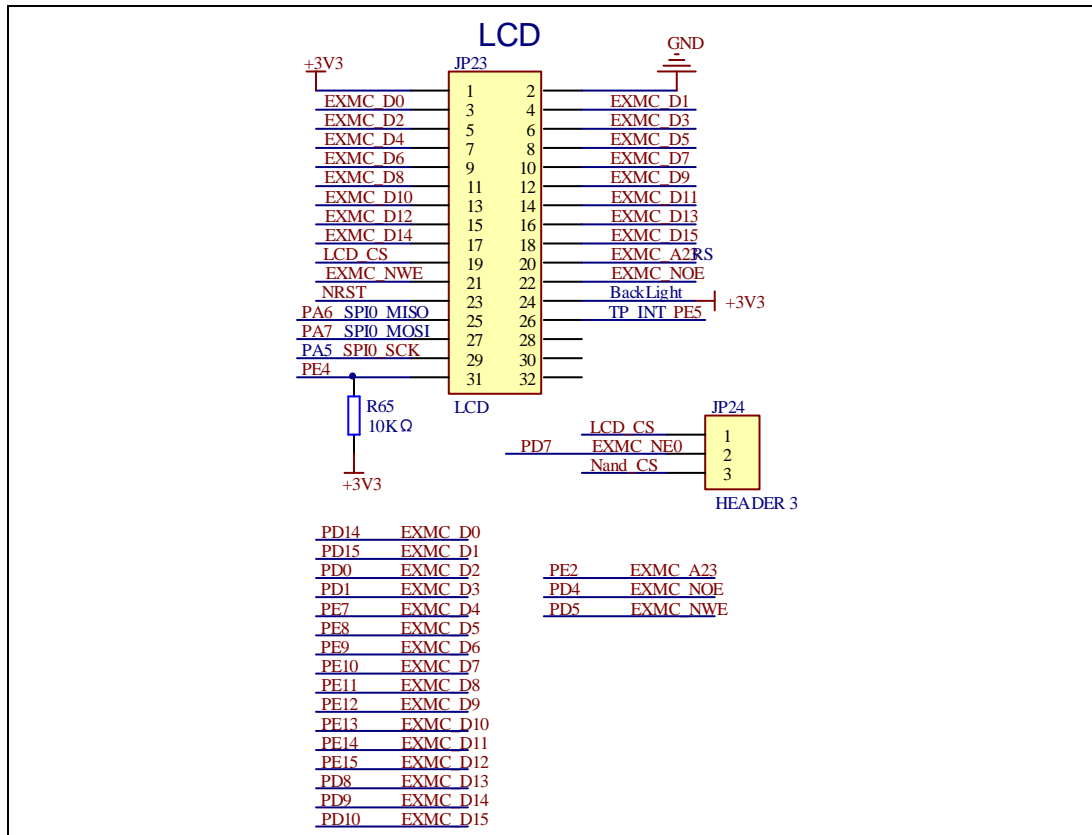 LCD
+3V3 JP23 GND
1 2
EXMC_D0 3 4 EXMC_D1
EXMC_D2 5 6 EXMC_D3
EXMC_D4 7 8 EXMC_D5
EXMC_D6 9 10 EXMC_D7
EXMC_D8 11 12 EXMC_D9
EXMC_D10 13 14 EXMC_D11
EXMC_D12 15 16 EXMC_D13
EXMC_D14 17 18 EXMC_D15
LCD_CS 19 20 EXMC_A23 RS
EXMC_NWE 21 22 EXMC_NOE
NRST 23 24 BackLight +3V3
PA6 SPI0_MISO 25 26 TP_INT PE5
PA7 SPI0_MOSI 27 28
PA5 SPI0_SCK 29 30
PE4 31 32
R65
10KΩ
+3V3
LCD
JP24
LCD_CS 1
PD7 EXMC_NE0 2
Nand_CS 3
HEADER 3
PD14 EXMC_D0
PD15 EXMC_D1
PD0 EXMC_D2
PD1 EXMC_D3
PE7 EXMC_D4
PE8 EXMC_D5
PE9 EXMC_D6
PE10 EXMC_D7
PE11 EXMC_D8
PE12 EXMC_D9
PE13 EXMC_D10
PE14 EXMC_D11
PE15 EXMC_D12
PD8 EXMC_D13
PD9 EXMC_D14
PD10 EXMC_D15
PE2 EXMC_A23
PD4 EXMC_NOE
PD5 EXMC_NWE